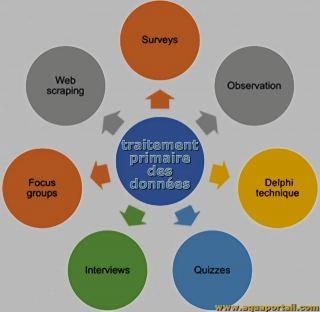 Surveys
Web
scraping
Observation
traitement
primaire
des
données
Focus
groups
Delphi
technique
Interviews
Quizzes
www.aquaportail.com